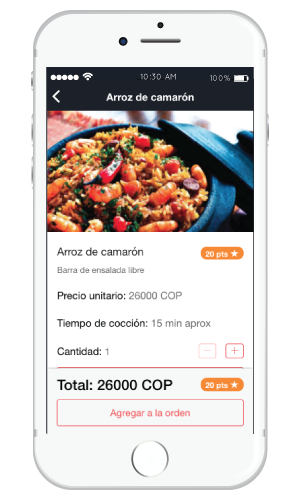 10:30 AM 100%
Arroz de camarón
Arroz de camarón 20 pts
Barra de ensalada libre
Precio unitario: 26000 COP
Tiempo de cocción: 15 min aprox
Cantidad: 1
Total: 26000 COP 20 pts
Agregar a la orden